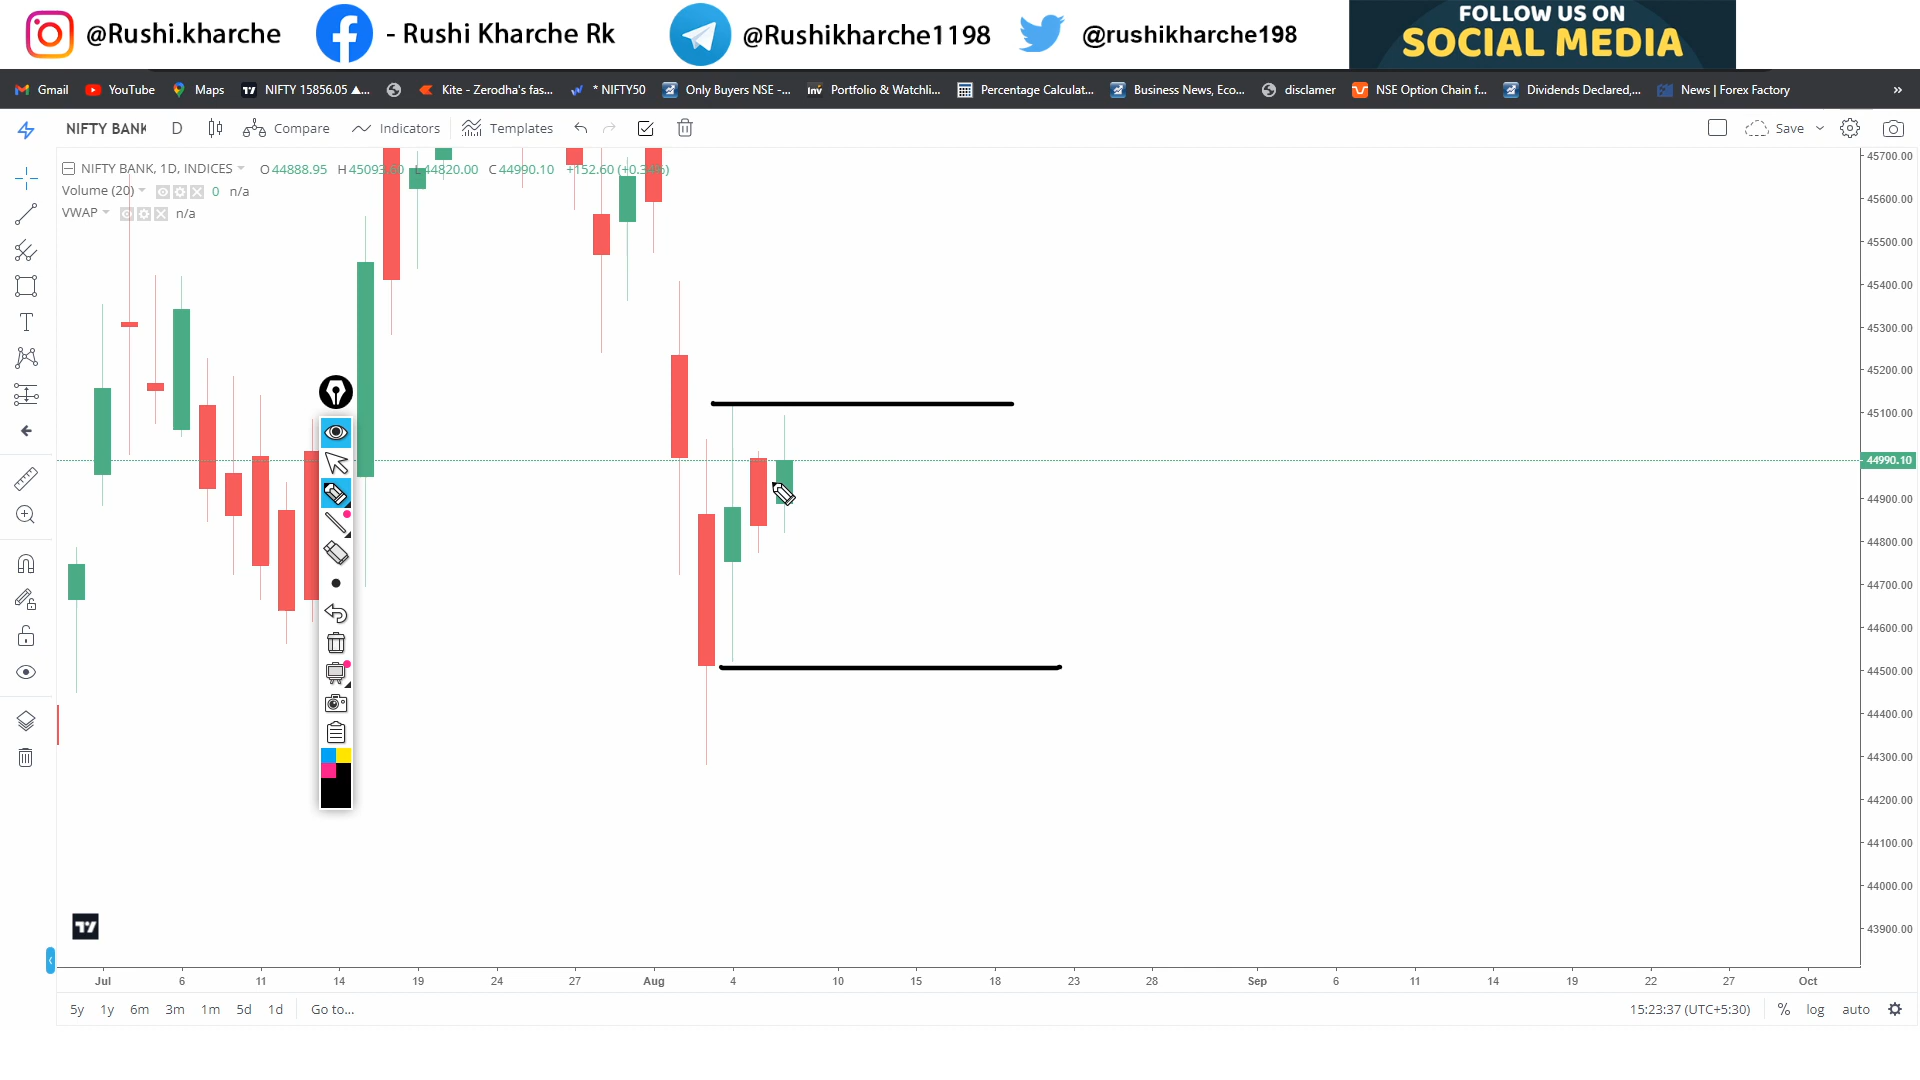 @Rushi.kharche
- Rushi Kharche Rk
@Rushikharche1198
@rushikharche198
FOLLOW US ON
SOCIAL MEDIA
Gmail YouTube Maps NIFTY 15856.05 ▲... Kite - Zerodha's fas... * NIFTY50 Only Buyers NSE -... Portfolio & Watchli... Percentage Calculat... Business News, Eco... disclamer NSE Option Chain f... Dividends Declared,... News | Forex Factory »
NIFTY BANK D Compare Indicators Templates Save
NIFTY BANK, 1D, INDICES O44888.95 C44990.10
Volume (20) 0 n/a
VWAP n/a
45700.00
45600.00
45500.00
45400.00
45300.00
45200.00
45100.00
44990.10
44900.00
44800.00
44700.00
44600.00
44500.00
44400.00
44300.00
44200.00
44100.00
44000.00
43900.00
Jul 6 11 14 19 24 27 Aug 4 10 15 18 23 28 Sep 6 11 14 19 22 27 Oct
5y 1y 6m 3m 1m 5d 1d Go to... 15:23:37 (UTC+5:30) % log auto